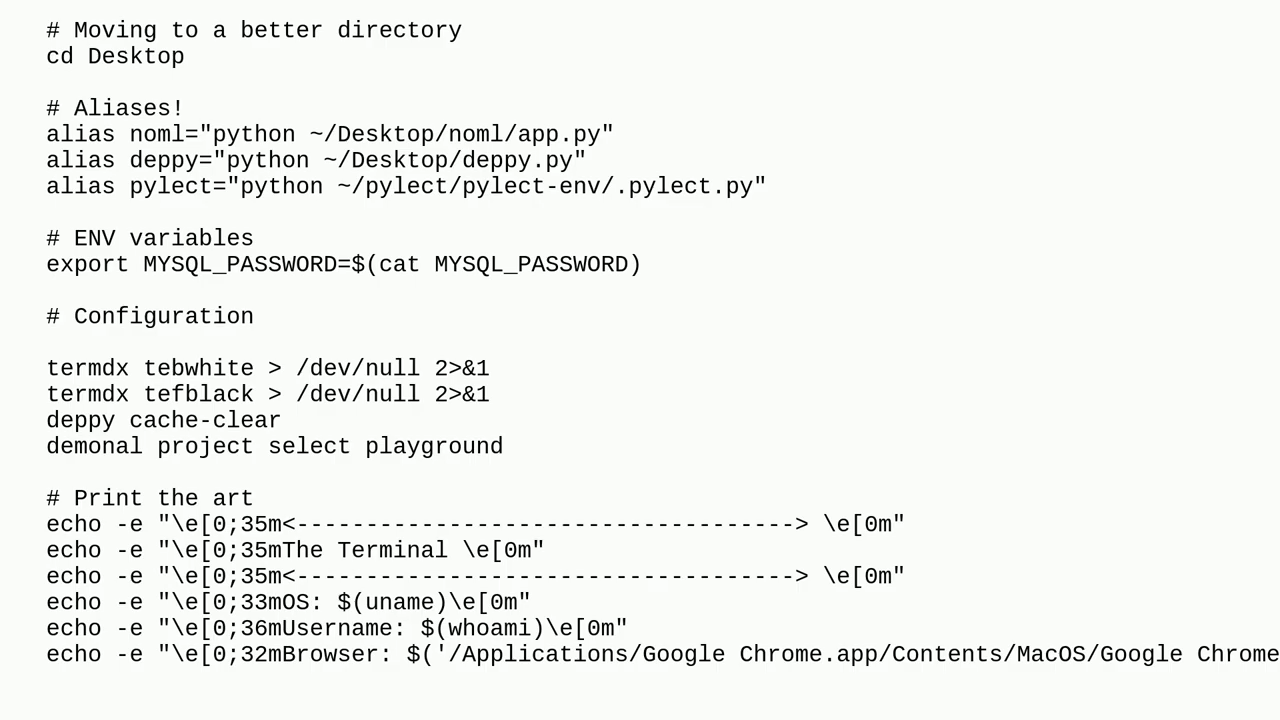 # Moving to a better directory
cd Desktop
# Aliases!
alias noml="python ~/Desktop/noml/app.py"
alias deppy="python ~/Desktop/deppy.py"
alias pylect="python ~/pylect/pylect-env/.pylect.py"
# ENV variables
export MYSQL_PASSWORD=$(cat MYSQL_PASSWORD)
# Configuration
termdx tebwhite > /dev/null 2>&1
termdx tefblack > /dev/null 2>&1
deppy cache-clear
demonal project select playground
# Print the art
echo -e "\e[0;35m<------------------------------------> \e[0m"
echo -e "\e[0;35mThe Terminal \e[0m"
echo -e "\e[0;35m<------------------------------------> \e[0m"
echo -e "\e[0;33mOS: $(uname)\e[0m"
echo -e "\e[0;36mUsername: $(whoami)\e[0m"
echo -e "\e[0;32mBrowser: $('/Applications/Google Chrome.app/Contents/MacOS/Google Chrome